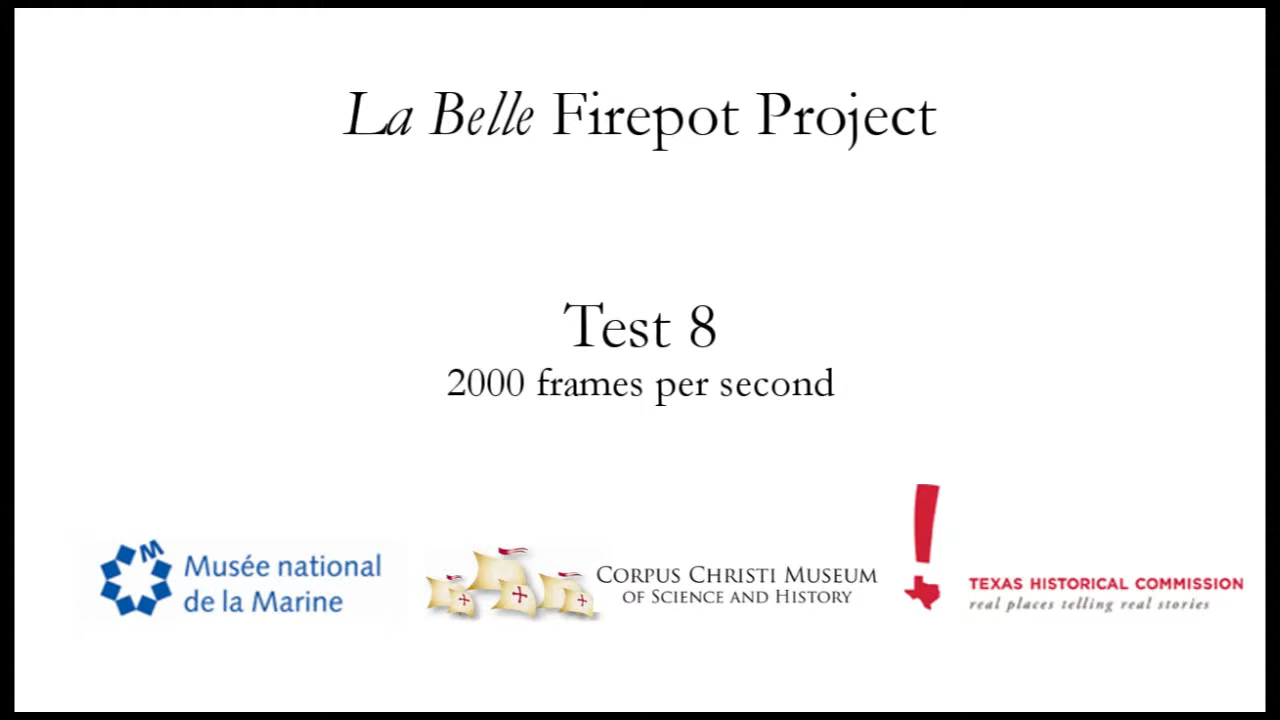 La Belle Firepot Project
Test 8
2000 frames per second
M
Musée national
de la Marine
CORPUS CHRISTI MUSEUM
OF SCIENCE AND HISTORY
TEXAS HISTORICAL COMMISSION
real places telling real stories